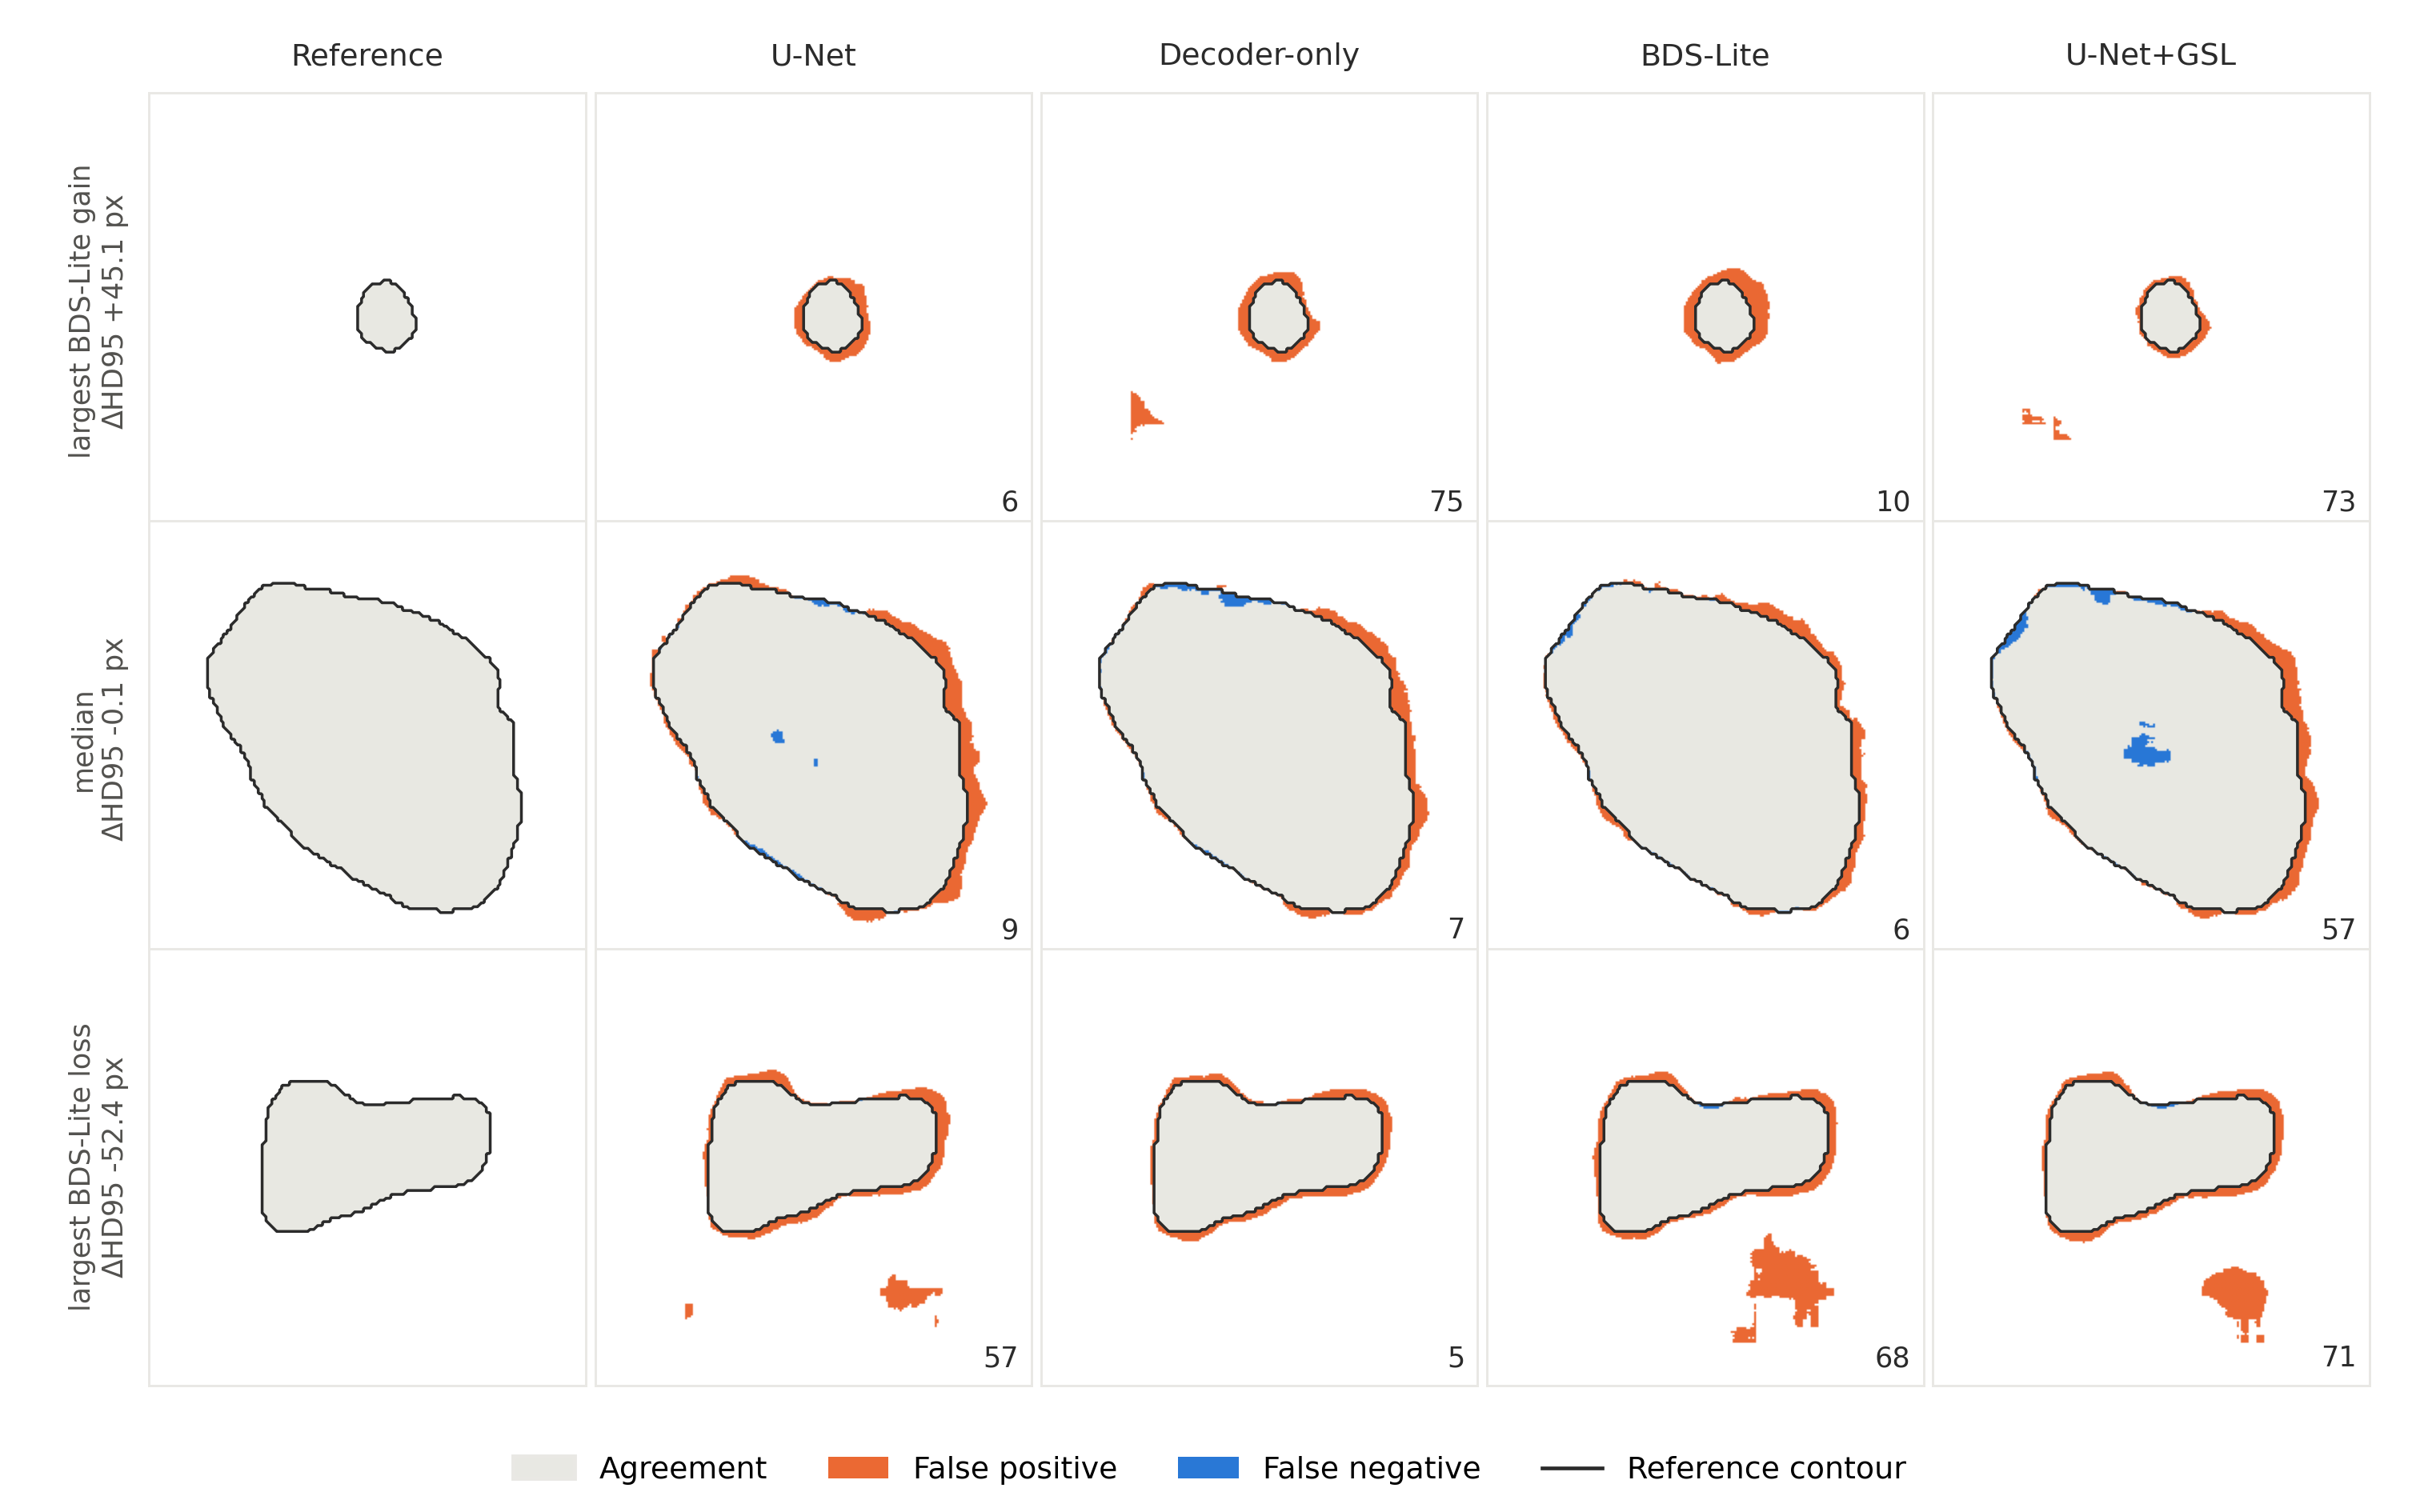 Reference
U-Net
Decoder-only
BDS-Lite
U-Net+GSL
largest BDS-Lite gain
ΔHD95 +45.1 px
6
75
10
73
median
ΔHD95 -0.1 px
9
7
6
57
largest BDS-Lite loss
ΔHD95 -52.4 px
57
5
68
71
Agreement
False positive
False negative
Reference contour